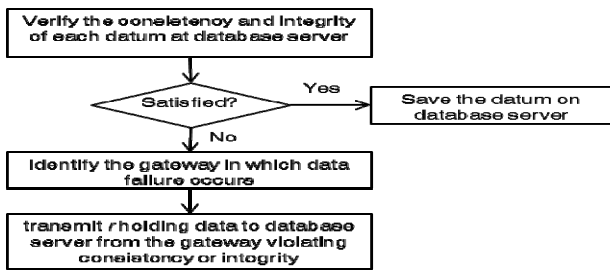 Verify the consistency and integrity
of each datum at database server
Satisfied?
Yes
Save the datum on
database server
No
Identify the gateway in which data
failure occurs
transmit r holding data to database
server from the gateway violating
consistency or integrity